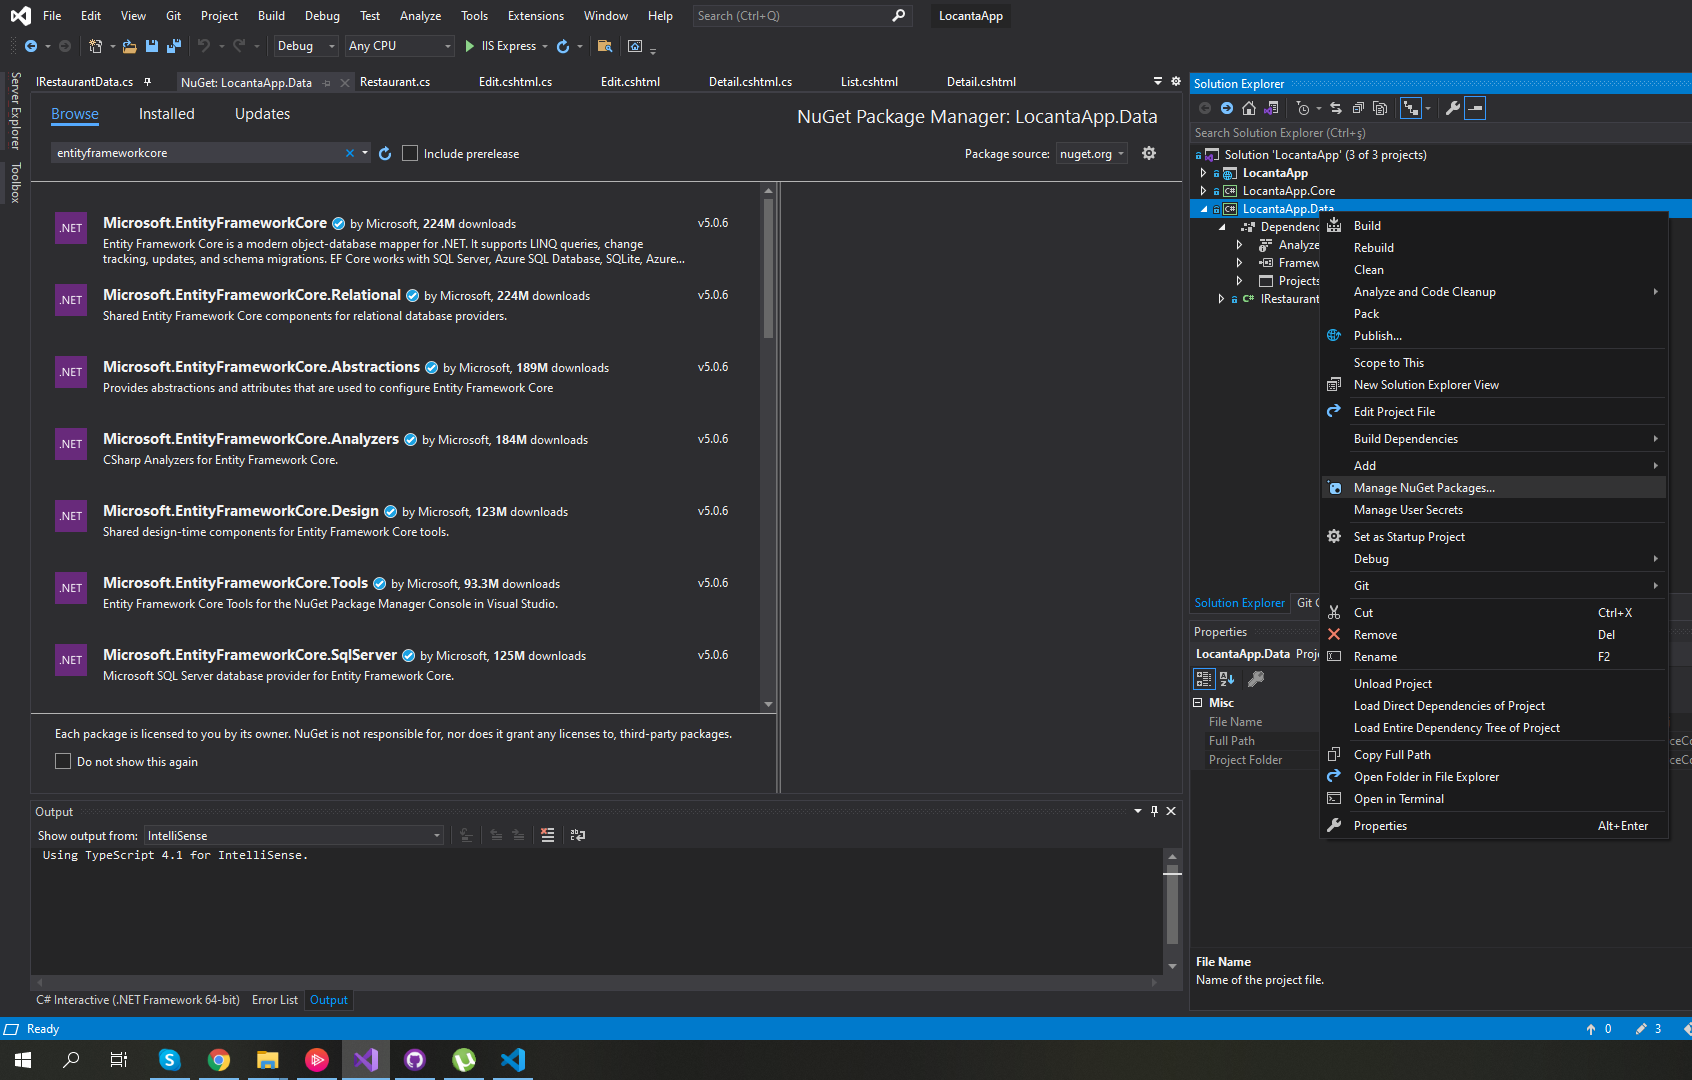 File Edit View Git Project Build Debug Test Analyze Tools Extensions Window Help Search (Ctrl+Q) LocantaApp
Debug Any CPU IIS Express
Server Explorer
Toolbox
IRestaurantData.cs NuGet: LocantaApp.Data Restaurant.cs Edit.cshtml.cs Edit.cshtml Detail.cshtml.cs List.cshtml Detail.cshtml
Browse Installed Updates
NuGet Package Manager: LocantaApp.Data
entityframeworkcore Include prerelease
Package source: nuget.org
.NET Microsoft.EntityFrameworkCore by Microsoft, 224M downloads v5.0.6
Entity Framework Core is a modern object-database mapper for .NET. It supports LINQ queries, change
tracking, updates, and schema migrations. EF Core works with SQL Server, Azure SQL Database, SQLite, Azure...
.NET Microsoft.EntityFrameworkCore.Relational by Microsoft, 224M downloads v5.0.6
Shared Entity Framework Core components for relational database providers.
.NET Microsoft.EntityFrameworkCore.Abstractions by Microsoft, 189M downloads v5.0.6
Provides abstractions and attributes that are used to configure Entity Framework Core
.NET Microsoft.EntityFrameworkCore.Analyzers by Microsoft, 184M downloads v5.0.6
CSharp Analyzers for Entity Framework Core.
.NET Microsoft.EntityFrameworkCore.Design by Microsoft, 123M downloads v5.0.6
Shared design-time components for Entity Framework Core tools.
.NET Microsoft.EntityFrameworkCore.Tools by Microsoft, 93.3M downloads v5.0.6
Entity Framework Core Tools for the NuGet Package Manager Console in Visual Studio.
.NET Microsoft.EntityFrameworkCore.SqlServer by Microsoft, 125M downloads v5.0.6
Microsoft SQL Server database provider for Entity Framework Core.
Each package is licensed to you by its owner. NuGet is not responsible for, nor does it grant any licenses to, third-party packages.
Do not show this again
Output
Show output from: IntelliSense
Using TypeScript 4.1 for IntelliSense.
C# Interactive (.NET Framework 64-bit) Error List Output
Solution Explorer
Search Solution Explorer (Ctrl+ş)
Solution 'LocantaApp' (3 of 3 projects)
LocantaApp
C# LocantaApp.Core
C# LocantaApp.Data
Dependenc
Analyze
Framew
Projects
C# IRestaurant
Build
Rebuild
Clean
Analyze and Code Cleanup
Pack
Publish...
Scope to This
New Solution Explorer View
Edit Project File
Build Dependencies
Add
Manage NuGet Packages...
Manage User Secrets
Set as Startup Project
Debug
Git
Cut Ctrl+X
Remove Del
Rename F2
Unload Project
Load Direct Dependencies of Project
Load Entire Dependency Tree of Project
Copy Full Path
Open Folder in File Explorer
Open in Terminal
Properties Alt+Enter
Solution Explorer Git
Properties
LocantaApp.Data Proje
Misc
File Name
Full Path
Project Folder
File Name
Name of the project file.
Ready 0 3